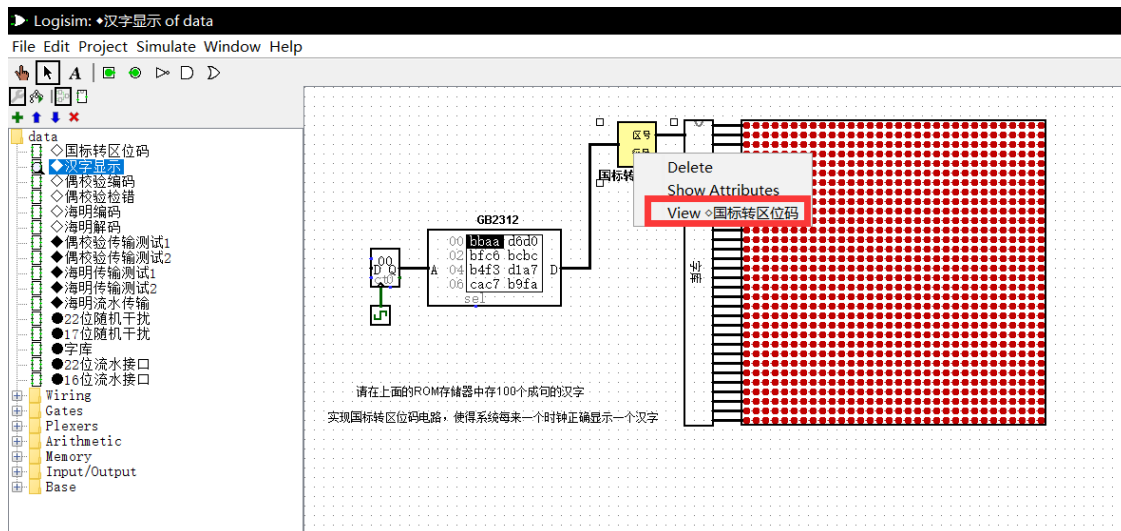 Logisim: ◆汉字显示 of data
File Edit Project Simulate Window Help
A
data
◇国标转区位码
◆汉字显示
◇偶校验编码
◇偶校验检错
◇海明编码
◇海明解码
◆偶校验传输测试1
◆偶校验传输测试2
◆海明传输测试1
◆海明传输测试2
◆海明流水传输
●22位随机干扰
●17位随机干扰
●字库
●22位流水接口
●16位流水接口
Wiring
Gates
Plexers
Arithmetic
Memory
Input/Output
Base
区号
国标转
Delete
Show Attributes
View ◇国标转区位码
GB2312
00 bbaa d6d0
02 bfc6 bcbc
A 04 b4f3 d1a7 D
06 cac7 b9fa
sel
00
D Q
ct0
字库
请在上面的ROM存储器中存100个成句的汉字
实现国标转区位码电路，使得系统每来一个时钟正确显示一个汉字